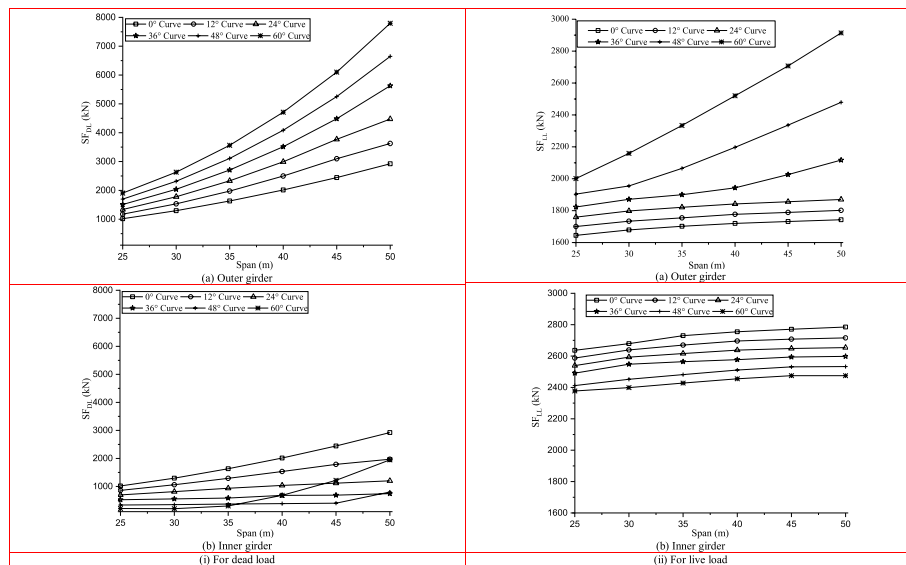 0° Curve 12° Curve 24° Curve
36° Curve 48° Curve 60° Curve
8000
7000
6000
5000
4000
3000
2000
1000
SF_DL (kN)
25 30 35 40 45 50
Span (m)
(a) Outer girder
0° Curve 12° Curve 24° Curve
36° Curve 48° Curve 60° Curve
3000
2800
2600
2400
2200
2000
1800
1600
SF_LL (kN)
25 30 35 40 45 50
Span (m)
(a) Outer girder
0° Curve 12° Curve 24° Curve
36° Curve 48° Curve 60° Curve
8000
7000
6000
5000
4000
3000
2000
1000
SF_DL (kN)
25 30 35 40 45 50
Span (m)
(b) Inner girder
0° Curve 12° Curve 24° Curve
36° Curve 48° Curve 60° Curve
3000
2800
2600
2400
2200
2000
1800
1600
SF_LL (kN)
25 30 35 40 45 50
Span (m)
(b) Inner girder
(i) For dead load
(ii) For live load